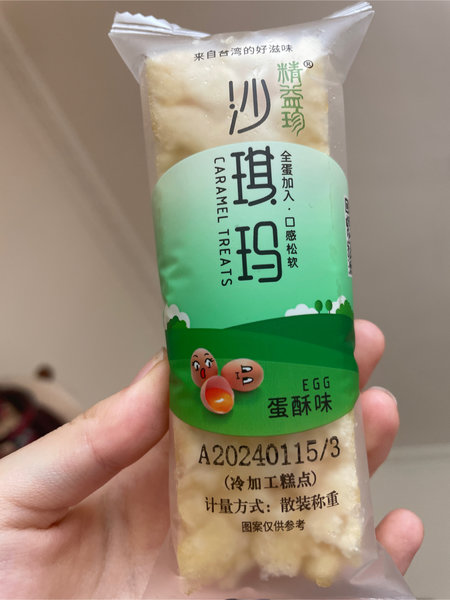 来自台湾的好滋味
精益珍®
沙琪玛
CARAMEL TREATS
全蛋加入·口感松软
EGG
蛋酥味
A20240115/3
(冷加工糕点)
计量方式：散装称重
图案仅供参考